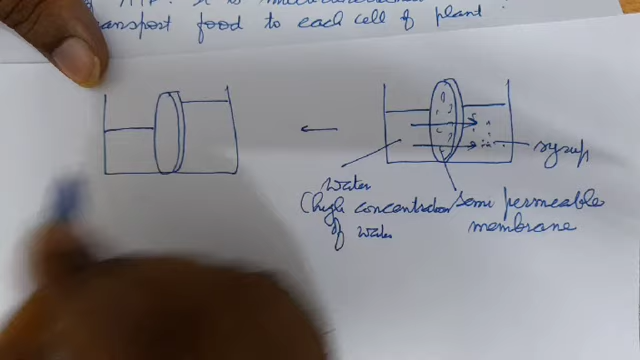 transport food to each cell of plant.
syrup
water
(high concentration
of water
semi permeable
membrane